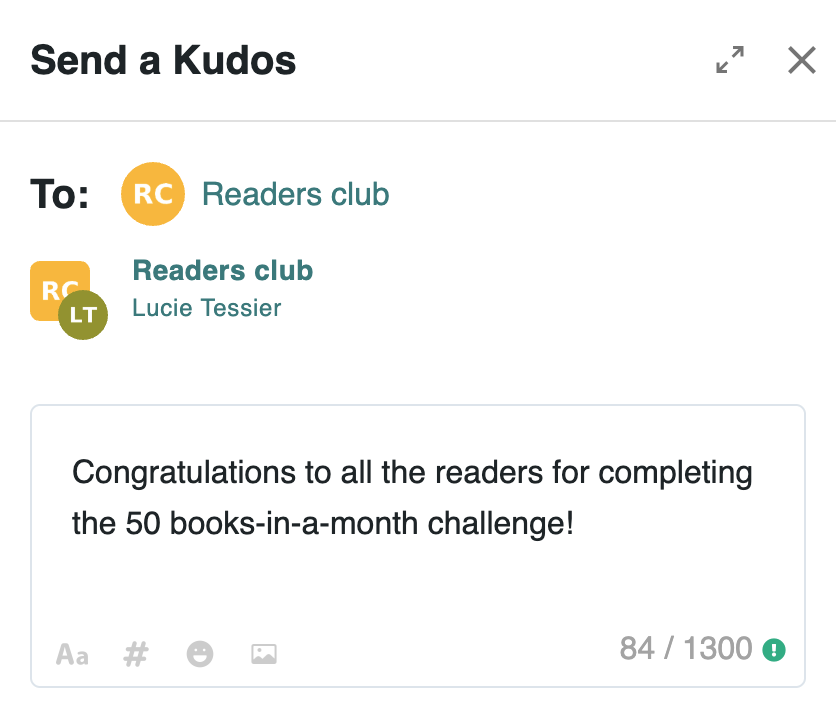 Send a Kudos
To: RC Readers club
RC
LT
Readers club
Lucie Tessier
Congratulations to all the readers for completing
the 50 books-in-a-month challenge!
Aa # 84 / 1300 !